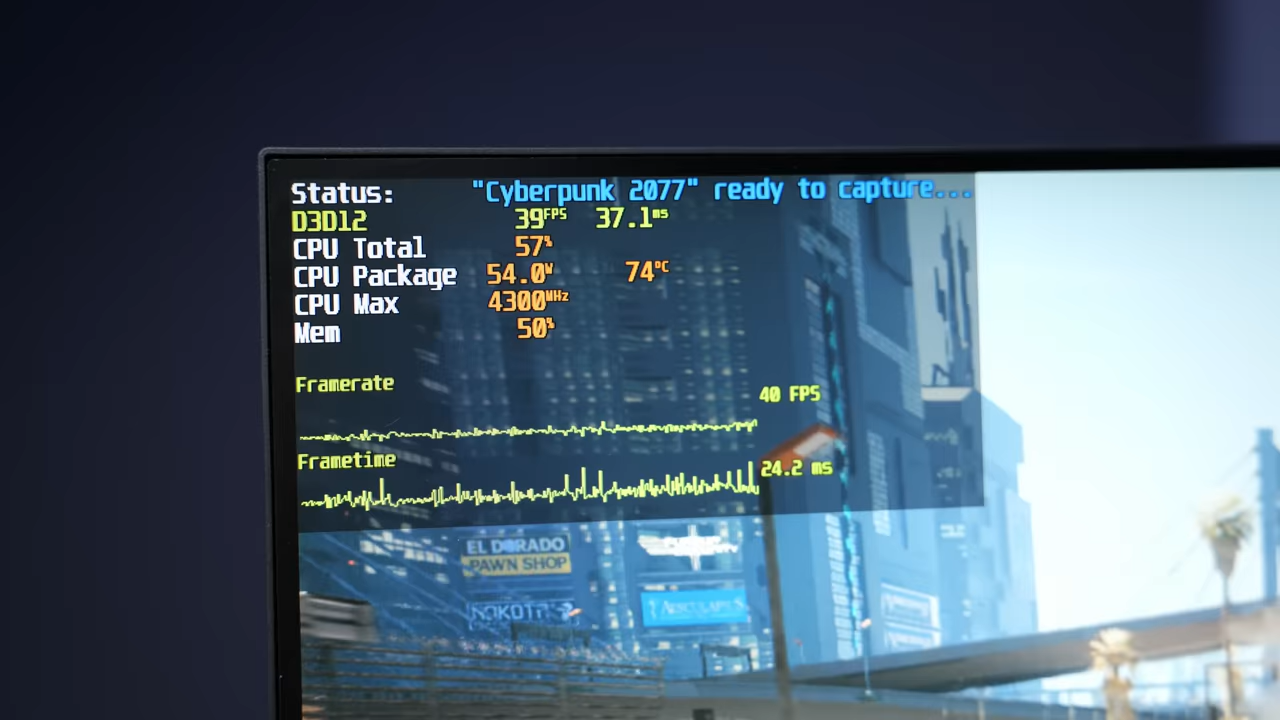 Status: "Cyberpunk 2077" ready to capture...
D3D12 39FPS 37.1ms
CPU Total 57%
CPU Package 54.0W 74°C
CPU Max 4300MHz
Mem 50%
Framerate
40 FPS
Frametime
24.2 ms
EL DORADO
PAWN SHOP